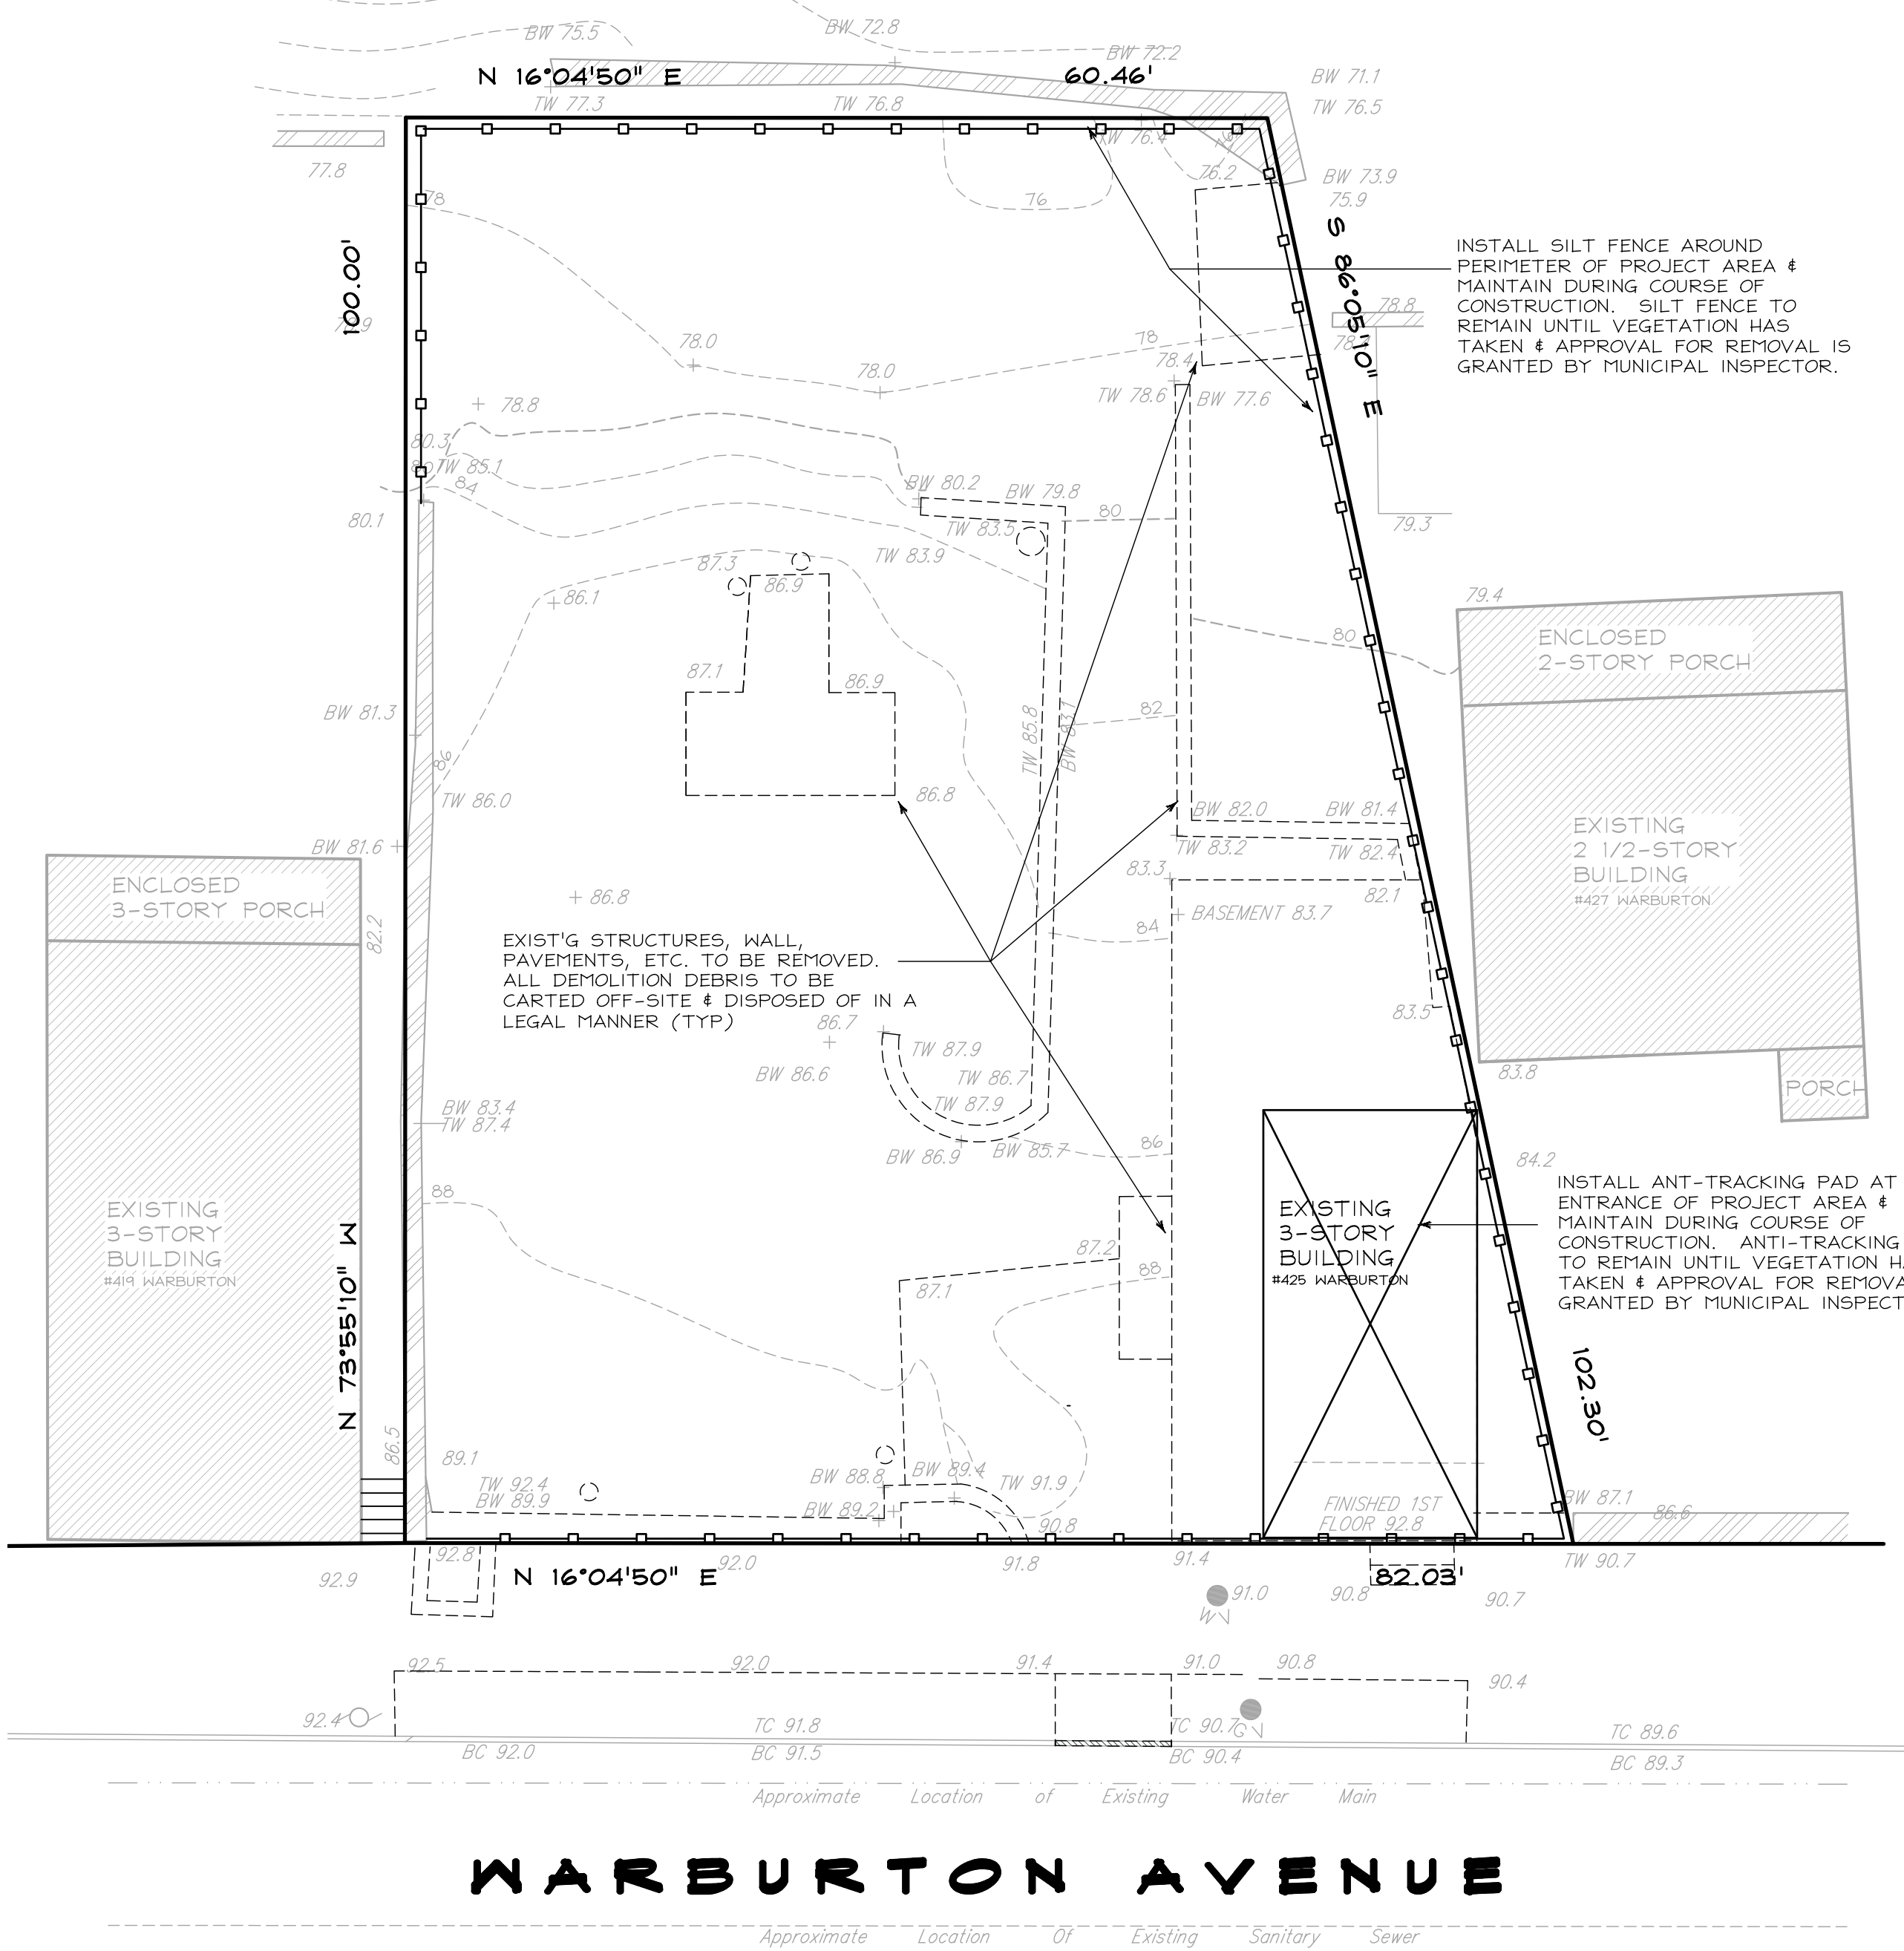 BW 75.5
BW 72.8
BW 72.2
N 16°04'50" E
60.46'
BW 71.1
TW 77.3
TW 76.8
TW 76.5
TW 76.4
77.8
76.2
BW 73.9
75.9
78
76
S 86°05'10" E
100.00'
INSTALL SILT FENCE AROUND
PERIMETER OF PROJECT AREA &
MAINTAIN DURING COURSE OF
CONSTRUCTION. SILT FENCE TO
REMAIN UNTIL VEGETATION HAS
TAKEN & APPROVAL FOR REMOVAL IS
GRANTED BY MUNICIPAL INSPECTOR.
78.8
78.0
78
78.4
78.0
TW 78.6
BW 77.6
78.8
80.3
TW 85.1
84
BW 80.2
BW 79.8
80.1
TW 83.5
80
79.3
TW 83.9
87.3
86.9
86.1
79.4
80
ENCLOSED
2-STORY PORCH
87.1
86.9
BW 81.3
82
TW 85.8
BW 83.1
86
TW 86.0
86.8
BW 82.0
BW 81.4
EXISTING
2 1/2-STORY
BUILDING
#427 WARBURTON
BW 81.6
TW 83.2
TW 82.4
83.3
82.1
ENCLOSED
3-STORY PORCH
82.2
86.8
BASEMENT 83.7
84
EXIST'G STRUCTURES, WALL,
PAVEMENTS, ETC. TO BE REMOVED.
ALL DEMOLITION DEBRIS TO BE
CARTED OFF-SITE & DISPOSED OF IN A
LEGAL MANNER (TYP)
86.7
83.5
TW 87.9
BW 86.6
TW 86.7
83.8
PORCH
TW 87.9
BW 83.4
TW 87.4
BW 86.9
BW 85.7
86
84.2
88
INSTALL ANT-TRACKING PAD AT
ENTRANCE OF PROJECT AREA &
MAINTAIN DURING COURSE OF
CONSTRUCTION. ANTI-TRACKING
TO REMAIN UNTIL VEGETATION H
TAKEN & APPROVAL FOR REMOVA
GRANTED BY MUNICIPAL INSPECT
EXISTING
3-STORY
BUILDING
#419 WARBURTON
EXISTING
3-STORY
BUILDING
#425 WARBURTON
N 73°55'10" W
87.2
88
87.1
102.30'
86.5
89.1
TW 92.4
BW 89.9
BW 88.8
BW 89.4
TW 91.9
BW 89.2
90.8
FINISHED 1ST
FLOOR 92.8
BW 87.1
86.6
92.8
92.9
N 16°04'50" E
92.0
91.8
91.4
82.03'
TW 90.7
91.0
WV
90.8
90.7
92.5
92.0
91.4
91.0
90.8
90.4
92.4
TC 91.8
TC 90.7
GV
TC 89.6
BC 92.0
BC 91.5
BC 90.4
BC 89.3
Approximate Location of Existing Water Main
WARBURTON AVENUE
Approximate Location Of Existing Sanitary Sewer